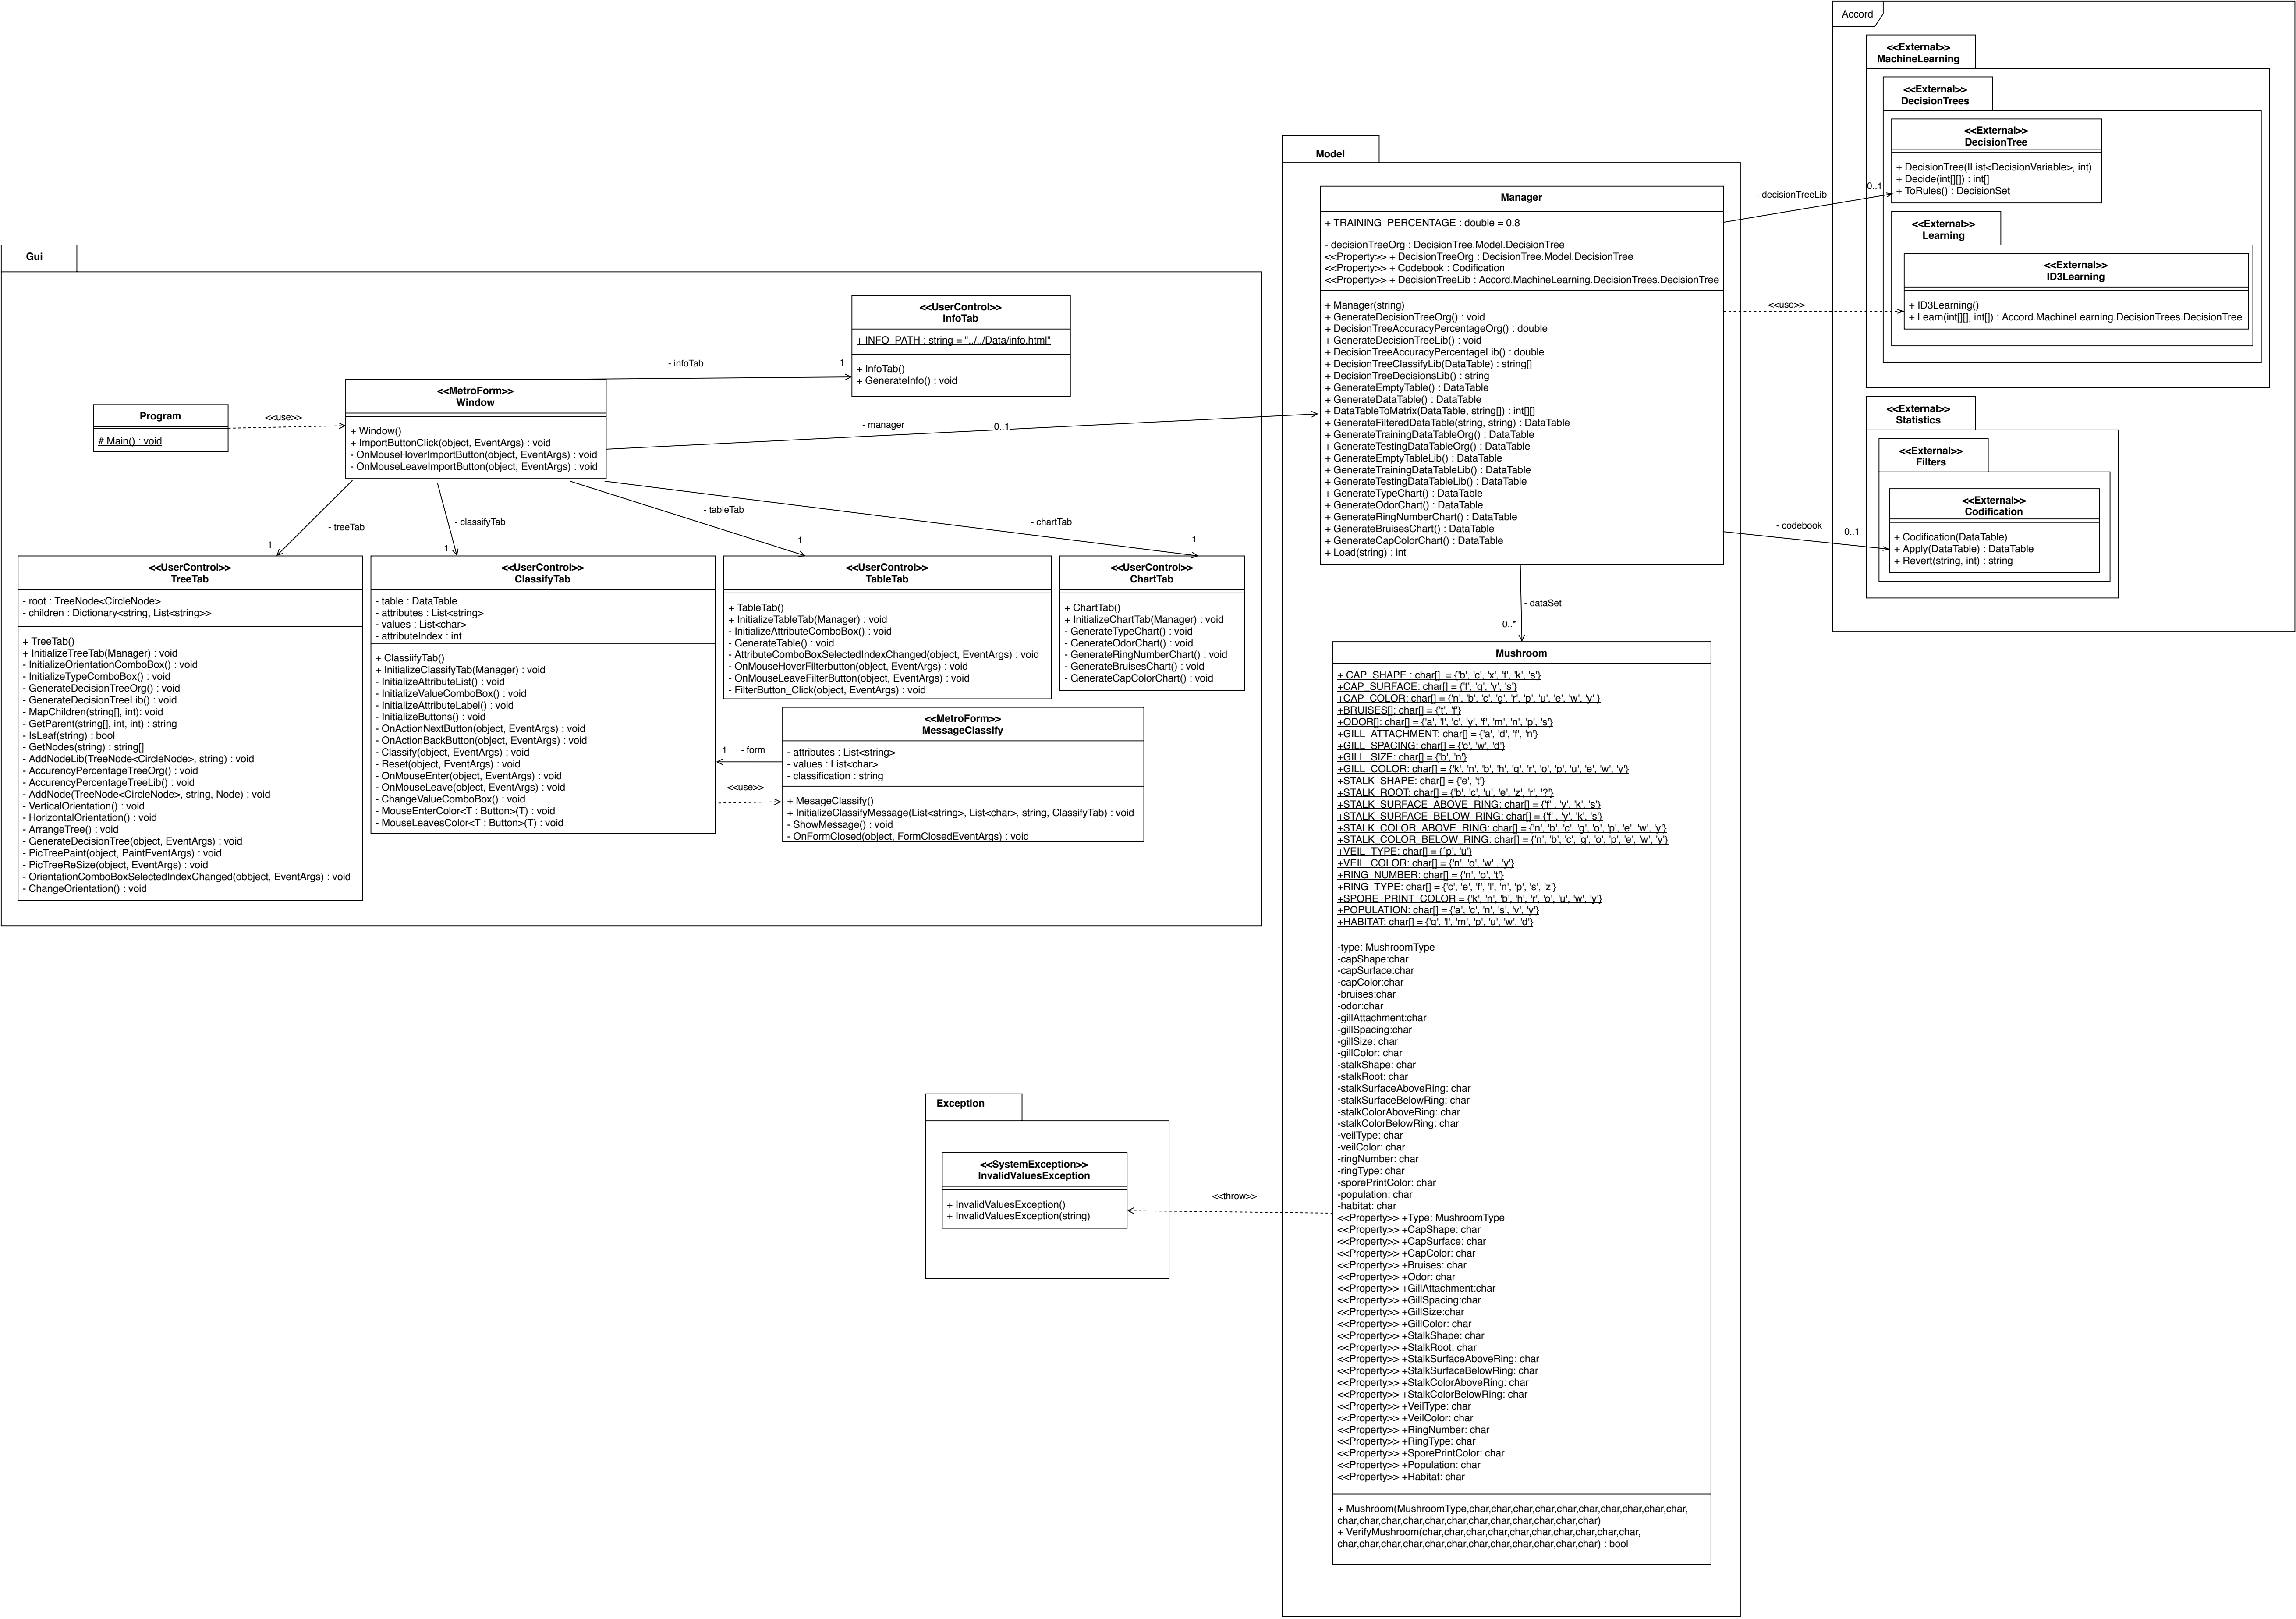 Accord
<<External>>
MachineLearning
<<External>>
DecisionTrees
<<External>>
DecisionTree
+ DecisionTree(IList<DecisionVariable>, int)
+ Decide(int[][]) : int[]
+ ToRules() : DecisionSet
<<External>>
Learning
<<External>>
ID3Learning
+ ID3Learning()
+ Learn(int[][], int[]) : Accord.MachineLearning.DecisionTrees.DecisionTree
<<External>>
Statistics
<<External>>
Filters
<<External>>
Codification
+ Codification(DataTable)
+ Apply(DataTable) : DataTable
+ Revert(string, int) : string
- decisionTreeLib
0..1
<<use>>
- codebook
0..1
Model
Manager
+ TRAINING_PERCENTAGE : double = 0.8
- decisionTreeOrg : DecisionTree.Model.DecisionTree
<<Property>> + DecisionTreeOrg : DecisionTree.Model.DecisionTree
<<Property>> + Codebook : Codification
<<Property>> + DecisionTreeLib : Accord.MachineLearning.DecisionTrees.DecisionTree
+ Manager(string)
+ GenerateDecisionTreeOrg() : void
+ DecisionTreeAccuracyPercentageOrg() : double
+ GenerateDecisionTreeLib() : void
+ DecisionTreeAccuracyPercentageLib() : double
+ DecisionTreeClassifyLib(DataTable) : string[]
+ DecisionTreeDecisionsLib() : string
+ GenerateEmptyTable() : DataTable
+ GenerateDataTable() : DataTable
+ DataTableToMatrix(DataTable, string[]) : int[][]
+ GenerateFilteredDataTable(string, string) : DataTable
+ GenerateTrainingDataTableOrg() : DataTable
+ GenerateTestingDataTableOrg() : DataTable
+ GenerateEmptyTableLib() : DataTable
+ GenerateTrainingDataTableLib() : DataTable
+ GenerateTestingDataTableLib() : DataTable
+ GenerateTypeChart() : DataTable
+ GenerateOdorChart() : DataTable
+ GenerateRingNumberChart() : DataTable
+ GenerateBruisesChart() : DataTable
+ GenerateCapColorChart() : DataTable
+ Load(string) : int
- dataSet
0..*
Mushroom
+ CAP_SHAPE : char[] = {'b', 'c', 'x', 'f', 'k', 's'}
+CAP_SURFACE: char[] = {'f', 'g', 'y', 's'}
+CAP_COLOR: char[] = {'n', 'b', 'c', 'g', 'r', 'p', 'u', 'e', 'w', 'y' }
+BRUISES[]: char[] = {'t', 'f'}
+ODOR[]: char[] = {'a', 'l', 'c', 'y', 'f', 'm', 'n', 'p', 's'}
+GILL_ATTACHMENT: char[] = {'a', 'd', 'f', 'n'}
+GILL_SPACING: char[] = {'c', 'w', 'd'}
+GILL_SIZE: char[] = {'b', 'n'}
+GILL_COLOR: char[] = {'k', 'n', 'b', 'h', 'g', 'r', 'o', 'p', 'u', 'e', 'w', 'y'}
+STALK_SHAPE: char[] = {'e', 't'}
+STALK_ROOT: char[] = {'b', 'c', 'u', 'e', 'z', 'r', '?'}
+STALK_SURFACE_ABOVE_RING: char[] = {'f' , 'y', 'k', 's'}
+STALK_SURFACE_BELOW_RING: char[] = {'f' , 'y', 'k', 's'}
+STALK_COLOR_ABOVE_RING: char[] = {'n', 'b', 'c', 'g', 'o', 'p', 'e', 'w', 'y'}
+STALK_COLOR_BELOW_RING: char[] = {'n', 'b', 'c', 'g', 'o', 'p', 'e', 'w', 'y'}
+VEIL_TYPE: char[] = {´p', 'u'}
+VEIL_COLOR: char[] = {'n', 'o', 'w' , 'y'}
+RING_NUMBER: char[] = {'n', 'o', 't'}
+RING_TYPE: char[] = {'c', 'e', 'f', 'l', 'n', 'p', 's', 'z'}
+SPORE_PRINT_COLOR = {'k', 'n', 'b', 'h', 'r', 'o', 'u', 'w', 'y'}
+POPULATION: char[] = {'a', 'c', 'n', 's', 'v', 'y'}
+HABITAT: char[] = {'g', 'l', 'm', 'p', 'u', 'w', 'd'}
-type: MushroomType
-capShape:char
-capSurface:char
-capColor:char
-bruises:char
-odor:char
-gillAttachment:char
-gillSpacing:char
-gillSize: char
-gillColor: char
-stalkShape: char
-stalkRoot: char
-stalkSurfaceAboveRing: char
-stalkSurfaceBelowRing: char
-stalkColorAboveRing: char
-stalkColorBelowRing: char
-veilType: char
-veilColor: char
-ringNumber: char
-ringType: char
-sporePrintColor: char
-population: char
-habitat: char
<<Property>> +Type: MushroomType
<<Property>> +CapShape: char
<<Property>> +CapSurface: char
<<Property>> +CapColor: char
<<Property>> +Bruises: char
<<Property>> +Odor: char
<<Property>> +GillAttachment:char
<<Property>> +GillSpacing:char
<<Property>> +GillSize:char
<<Property>> +GillColor: char
<<Property>> +StalkShape: char
<<Property>> +StalkRoot: char
<<Property>> +StalkSurfaceAboveRing: char
<<Property>> +StalkSurfaceBelowRing: char
<<Property>> +StalkColorAboveRing: char
<<Property>> +StalkColorBelowRing: char
<<Property>> +VeilType: char
<<Property>> +VeilColor: char
<<Property>> +RingNumber: char
<<Property>> +RingType: char
<<Property>> +SporePrintColor: char
<<Property>> +Population: char
<<Property>> +Habitat: char
+ Mushroom(MushroomType,char,char,char,char,char,char,char,char,char,char,
char,char,char,char,char,char,char,char,char,char,char,char)
+ VerifyMushroom(char,char,char,char,char,char,char,char,char,char,
char,char,char,char,char,char,char,char,char,char,char,char) : bool
Gui
Program
# Main() : void
<<use>>
<<MetroForm>>
Window
+ Window()
+ ImportButtonClick(object, EventArgs) : void
- OnMouseHoverImportButton(object, EventArgs) : void
- OnMouseLeaveImportButton(object, EventArgs) : void
- infoTab
1
<<UserControl>>
InfoTab
+ INFO_PATH : string = "../../Data/info.html"
+ InfoTab()
+ GenerateInfo() : void
- manager
0..1
- treeTab
1
- classifyTab
1
- tableTab
1
- chartTab
1
<<UserControl>>
TreeTab
- root : TreeNode<CircleNode>
- children : Dictionary<string, List<string>>
+ TreeTab()
+ InitializeTreeTab(Manager) : void
- InitializeOrientationComboBox() : void
- InitializeTypeComboBox() : void
- GenerateDecisionTreeOrg() : void
- GenerateDecisionTreeLib() : void
- MapChildren(string[], int): void
- GetParent(string[], int, int) : string
- IsLeaf(string) : bool
- GetNodes(string) : string[]
- AddNodeLib(TreeNode<CircleNode>, string) : void
- AccurencyPercentageTreeOrg() : void
- AccurencyPercentageTreeLib() : void
- AddNode(TreeNode<CircleNode>, string, Node) : void
- VerticalOrientation() : void
- HorizontalOrientation() : void
- ArrangeTree() : void
- GenerateDecisionTree(object, EventArgs) : void
- PicTreePaint(object, PaintEventArgs) : void
- PicTreeReSize(object, EventArgs) : void
- OrientationComboBoxSelectedIndexChanged(obbject, EventArgs) : void
- ChangeOrientation() : void
<<UserControl>>
ClassifyTab
- table : DataTable
- attributes : List<string>
- values : List<char>
- attributeIndex : int
+ ClassiifyTab()
+ InitializeClassifyTab(Manager) : void
- InitializeAttributeList() : void
- InitializeValueComboBox() : void
- InitializeAttributeLabel() : void
- InitializeButtons() : void
- OnActionNextButton(object, EventArgs) : void
- OnActionBackButton(object, EventArgs) : void
- Classify(object, EventArgs) : void
- Reset(object, EventArgs) : void
- OnMouseEnter(object, EventArgs) : void
- OnMouseLeave(object, EventArgs) : void
- ChangeValueComboBox() : void
- MouseEnterColor<T : Button>(T) : void
- MouseLeavesColor<T : Button>(T) : void
<<UserControl>>
TableTab
+ TableTab()
+ InitializeTableTab(Manager) : void
- InitializeAttributeComboBox() : void
- GenerateTable() : void
- AttributeComboBoxSelectedIndexChanged(object, EventArgs) : void
- OnMouseHoverFilterbutton(object, EventArgs) : void
- OnMouseLeaveFilterButton(object, EventArgs) : void
- FilterButton_Click(object, EventArgs) : void
<<UserControl>>
ChartTab
+ ChartTab()
+ InitializeChartTab(Manager) : void
- GenerateTypeChart() : void
- GenerateOdorChart() : void
- GenerateRingNumberChart() : void
- GenerateBruisesChart() : void
- GenerateCapColorChart() : void
1
- form
<<use>>
<<MetroForm>>
MessageClassify
- attributes : List<string>
- values : List<char>
- classification : string
+ MesageClassify()
+ InitializeClassifyMessage(List<string>, List<char>, string, ClassifyTab) : void
- ShowMessage() : void
- OnFormClosed(object, FormClosedEventArgs) : void
Exception
<<SystemException>>
InvalidValuesException
+ InvalidValuesException()
+ InvalidValuesException(string)
<<throw>>